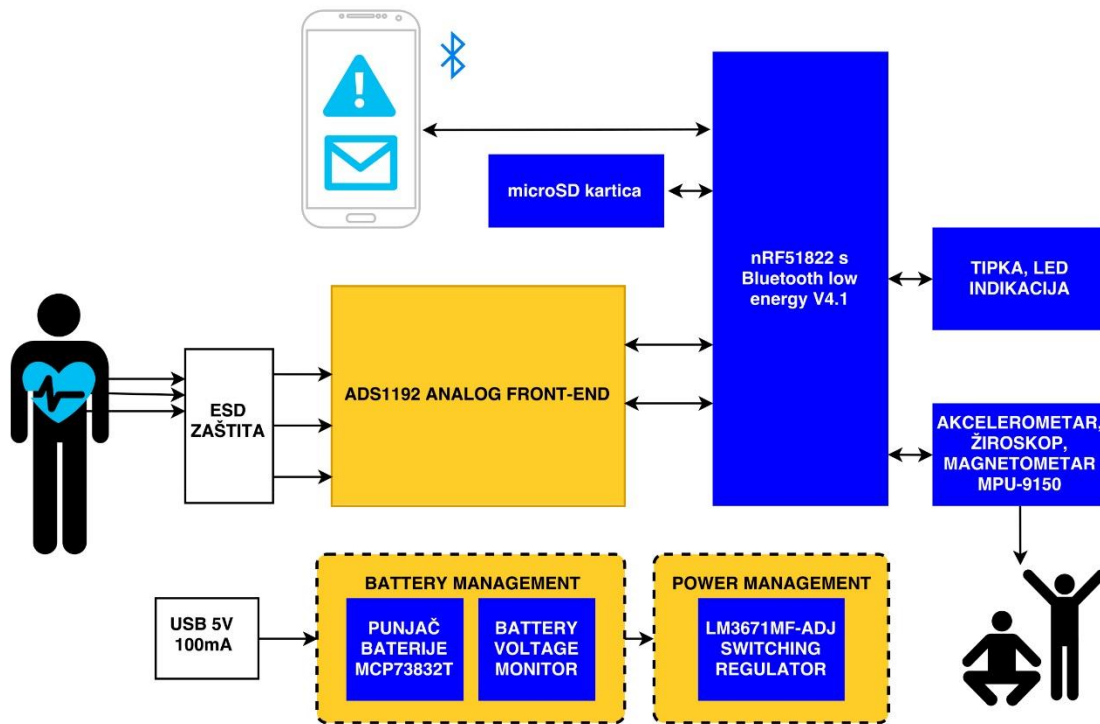 microSD kartica
nRF51822 s
Bluetooth low
energy V4.1
TIPKA, LED
INDIKACIJA
ESD
ZAŠTITA
ADS1192 ANALOG FRONT-END
AKCELEROMETAR,
ŽIROSKOP,
MAGNETOMETAR
MPU-9150
USB 5V
100mA
BATTERY MANAGEMENT
PUNJAČ
BATERIJE
MCP73832T
BATTERY
VOLTAGE
MONITOR
POWER MANAGEMENT
LM3671MF-ADJ
SWITCHING
REGULATOR